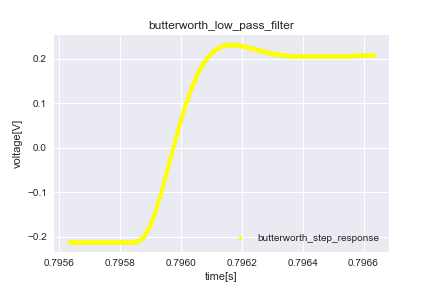 butterworth_low_pass_filter
voltage[V]
0.2
0.1
0.0
−0.1
−0.2
butterworth_step_response
0.7956 0.7958 0.7960 0.7962 0.7964 0.7966
time[s]